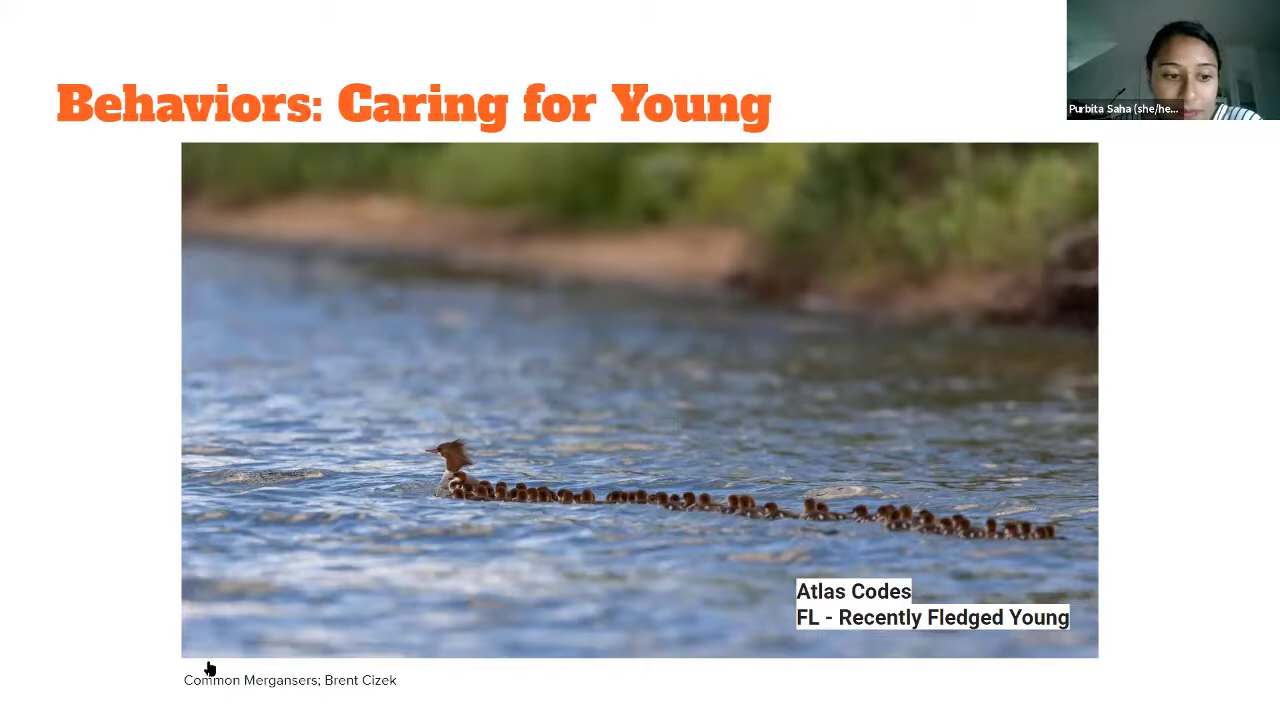 Behaviors: Caring for Young
Purbita Saha (she/he...
Atlas Codes
FL - Recently Fledged Young
Common Mergansers; Brent Cizek